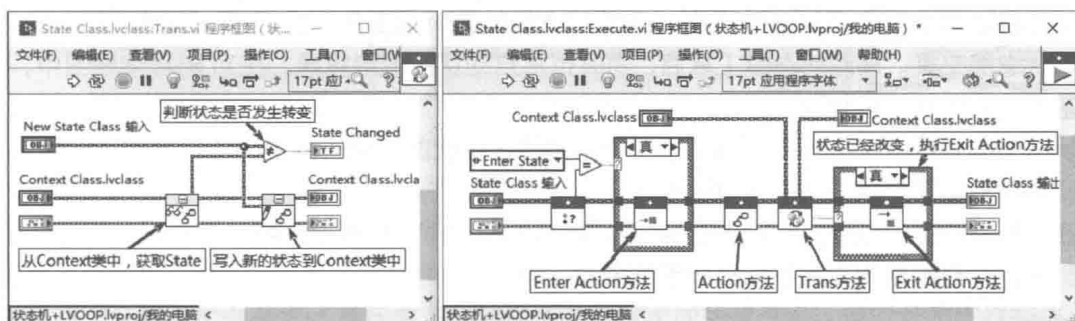 State Class.lvclass:Trans.vi 程序框图（状...
文件(F) 编辑(E) 查看(V) 项目(P) 操作(O) 工具(T) 窗口(W
17pt 应
判断状态是否发生转变
New State Class 输入
State Changed
Context Class.lvclass
Context Class.lvcla
从Context类中，获取State
写入新的状态到Context类中
状态机+LVOOP.lvproj/我的电脑
State Class.lvclass:Execute.vi 程序框图（状态机+LVOOP.lvproj/我的电脑）*
文件(F) 编辑(E) 查看(V) 项目(P) 操作(O) 工具(T) 窗口(W) 帮助(H)
17pt 应用程序字体
Context Class.lvclass
Context Class.lvclass
状态已经改变，执行Exit Action方法
Enter State
真
真
State Class 输入
State Class 输出
Enter Action方法
Action方法
Trans方法
Exit Action方法
状态机+LVOOP.lvproj/我的电脑